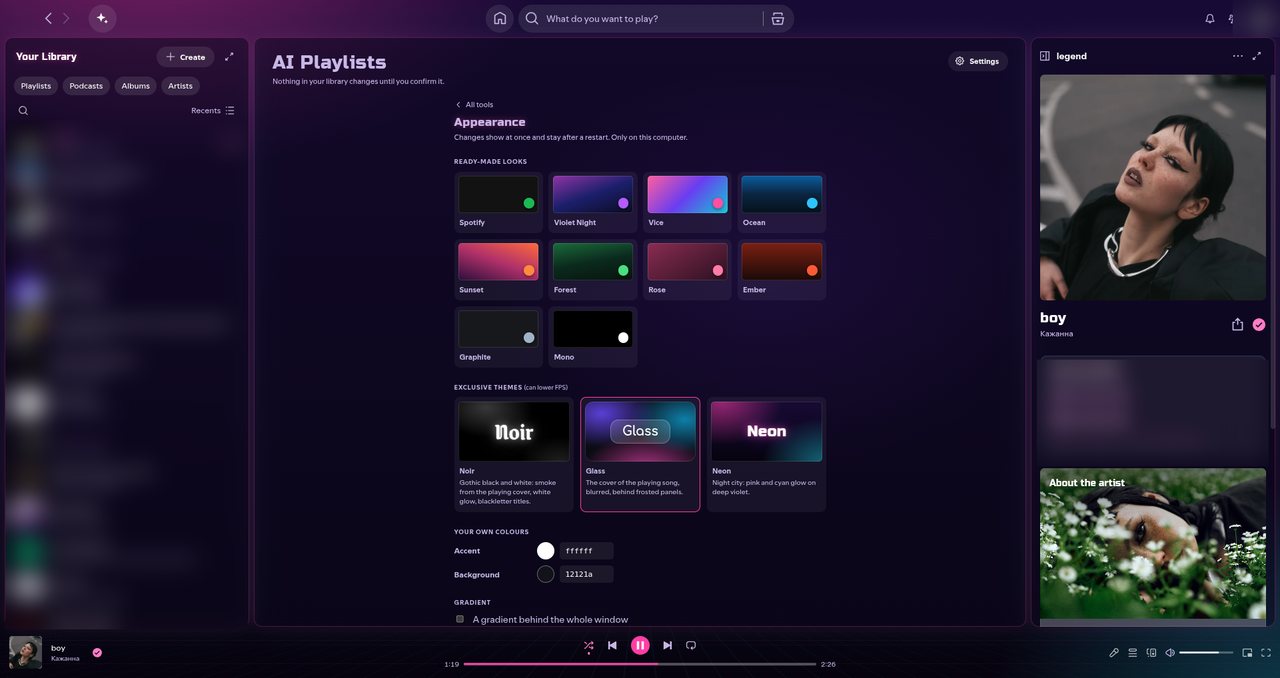 What do you want to play?
Your Library
Create
Playlists
Podcasts
Albums
Artists
Recents
AI Playlists
Nothing in your library changes until you confirm it.
Settings
All tools
Appearance
Changes show at once and stay after a restart. Only on this computer.
READY-MADE LOOKS
Spotify
Violet Night
Vice
Ocean
Sunset
Forest
Rose
Ember
Graphite
Mono
EXCLUSIVE THEMES (can lower FPS)
Noir
Glass
Neon
Noir
Gothic black and white: smoke
from the playing cover, white
glow, blackletter titles.
Glass
The cover of the playing song,
blurred, behind frosted panels.
Neon
Night city: pink and cyan glow on
deep violet.
YOUR OWN COLOURS
Accent
ffffff
Background
12121a
GRADIENT
A gradient behind the whole window
legend
boy
Кажанна
About the artist
boy
Кажанна
1:19
2:26